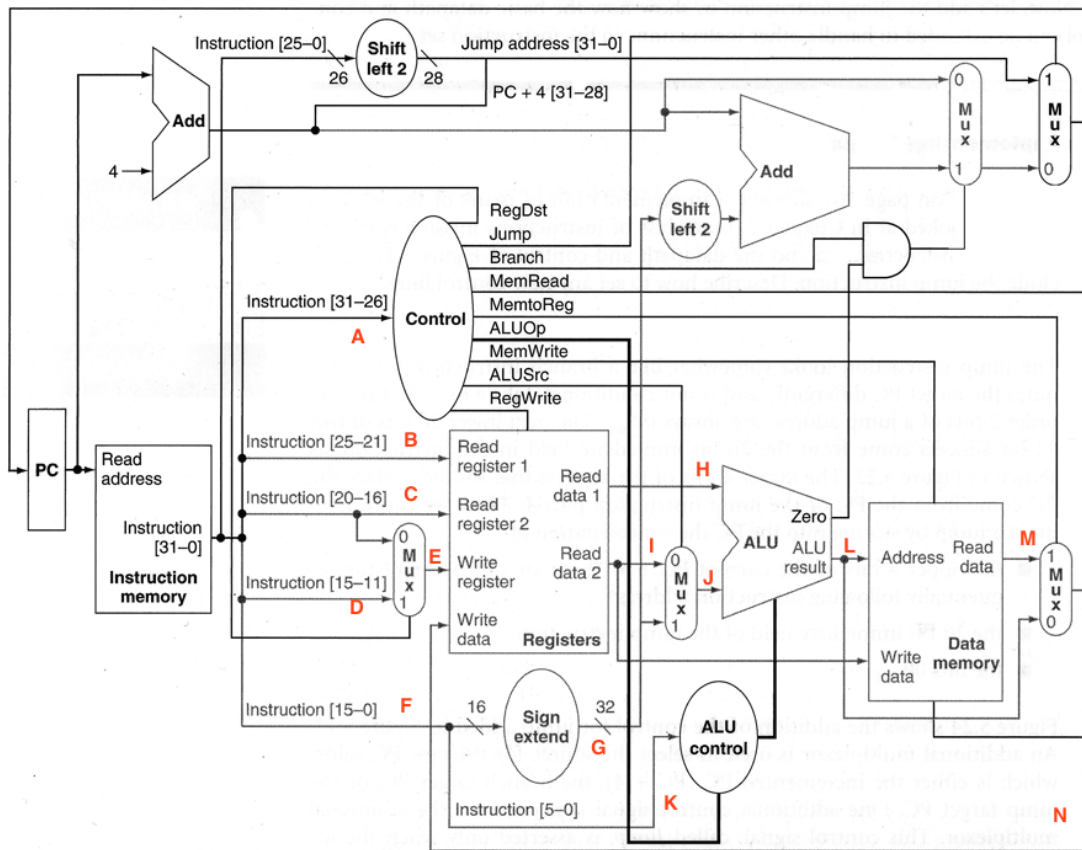 Instruction [25–0]
26
Shift
left 2
28
Jump address [31–0]
PC + 4 [31–28]
Add
4
0
M
u
x
1
1
M
u
x
0
Add
Shift
left 2
RegDst
Jump
Branch
MemRead
MemtoReg
ALUOp
MemWrite
ALUSrc
RegWrite
Control
Instruction [31–26]
A
PC
Read
address
Instruction
[31–0]
Instruction
memory
Instruction [25–21]
B
Instruction [20–16]
C
Instruction [15–11]
D
0
M
u
x
1
E
Read
register 1
Read
register 2
Write
register
Write
data
Read
data 1
Read
data 2
Registers
H
I
0
M
u
x
1
J
Zero
ALU
ALU
result
L
Address
Read
data
Write
data
Data
memory
M
1
M
u
x
0
Instruction [15–0]
F
16
Sign
extend
32
G
Instruction [5–0]
K
ALU
control
N